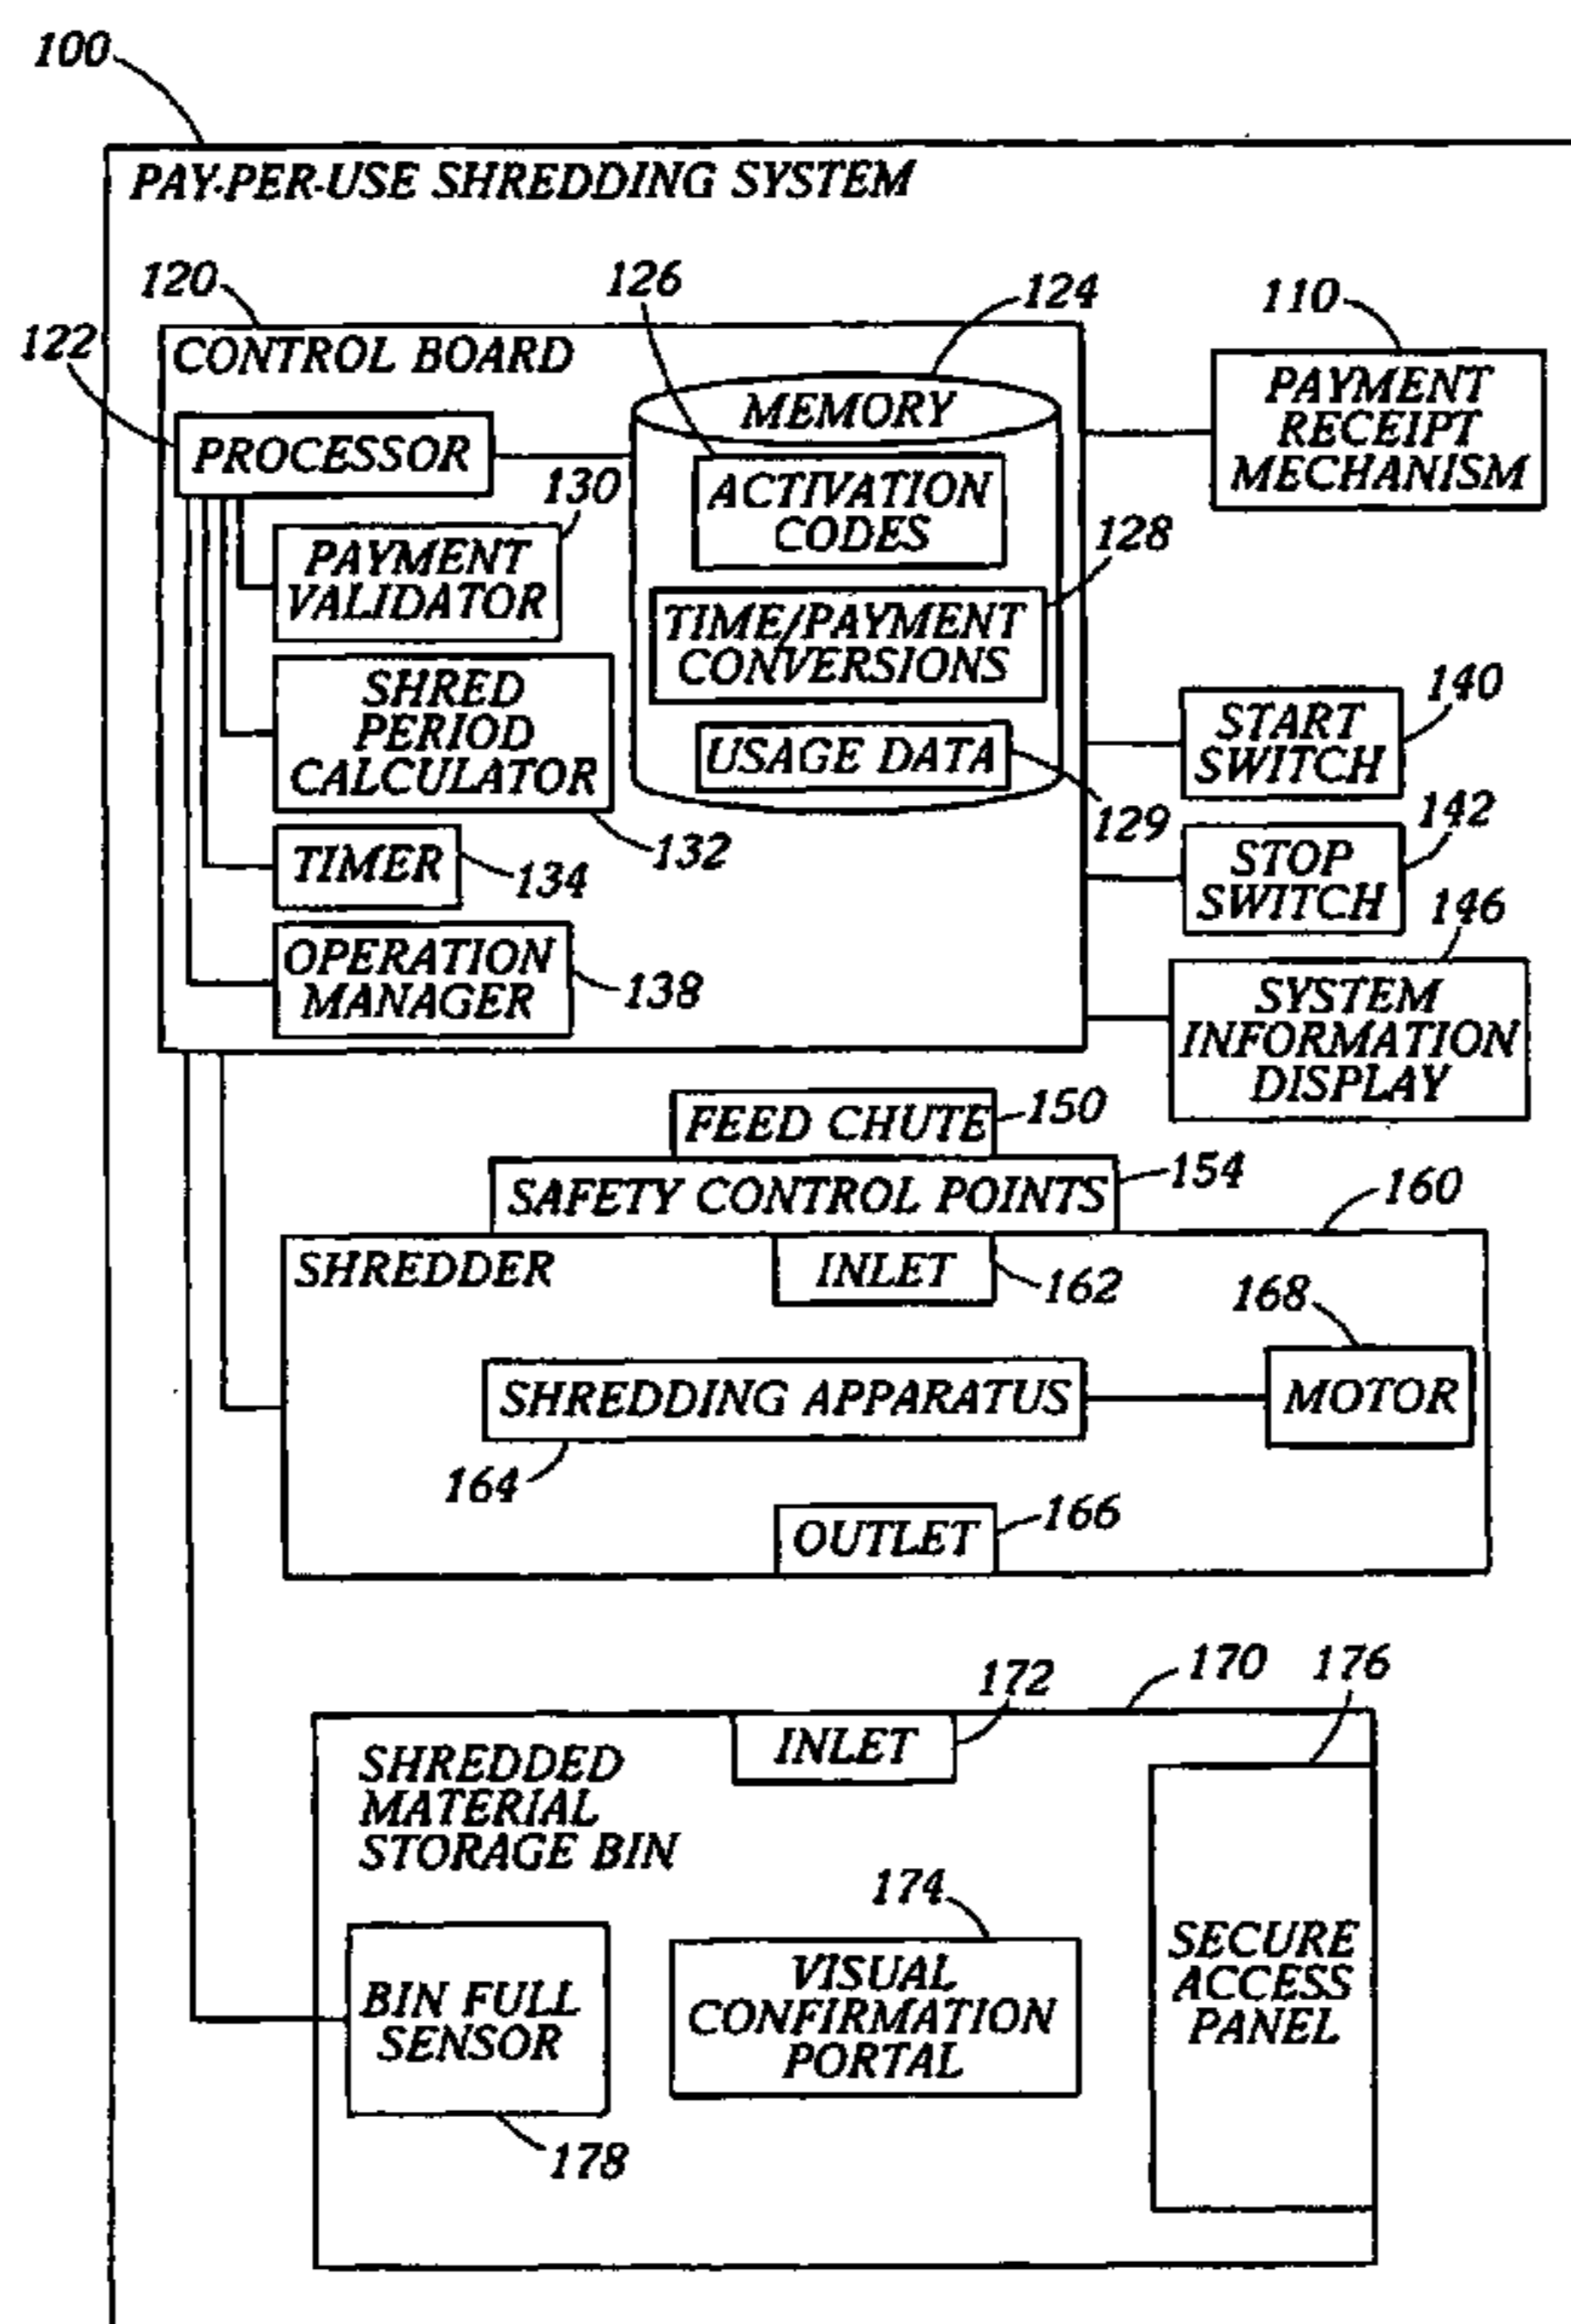 100
PAY-PER-USE SHREDDING SYSTEM
120
126
124
110
122
CONTROL BOARD
MEMORY
PAYMENT
RECEIPT
MECHANISM
PROCESSOR
130
ACTIVATION
CODES
128
PAYMENT
VALIDATOR
TIME/PAYMENT
CONVERSIONS
SHRED
PERIOD
CALCULATOR
USAGE DATA
START
SWITCH
140
129
132
142
TIMER
134
STOP
SWITCH
146
OPERATION
MANAGER
138
SYSTEM
INFORMATION
DISPLAY
FEED CHUTE
150
SAFETY CONTROL POINTS
154
160
SHREDDER
INLET
162
168
SHREDDING APPARATUS
MOTOR
164
OUTLET
166
172
170
176
INLET
SHREDDED
MATERIAL
STORAGE BIN
174
SECURE
ACCESS
PANEL
BIN FULL
SENSOR
VISUAL
CONFIRMATION
PORTAL
178